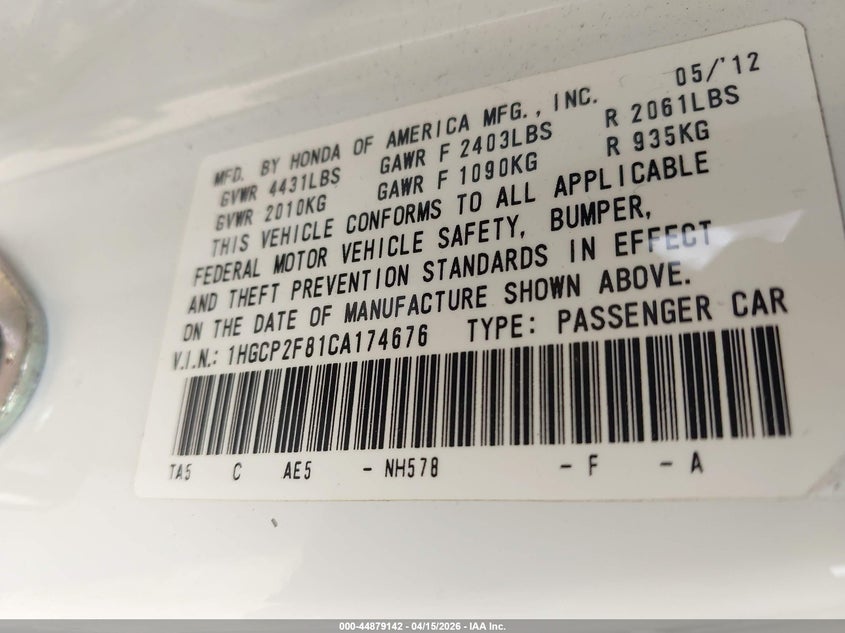 MFD. BY HONDA OF AMERICA MFG., INC. 05/'12
GVWR 4431LBS GAWR F 2403LBS R 2061LBS
GVWR 2010KG GAWR F 1090KG R 935KG
THIS VEHICLE CONFORMS TO ALL APPLICABLE
FEDERAL MOTOR VEHICLE SAFETY, BUMPER,
AND THEFT PREVENTION STANDARDS IN EFFECT
ON THE DATE OF MANUFACTURE SHOWN ABOVE.
V.I.N.: 1HGCP2F81CA174676 TYPE: PASSENGER CAR
TA5 C AE5 - NH578 - F - A
000-44879142 - 04/15/2026 - IAA Inc.